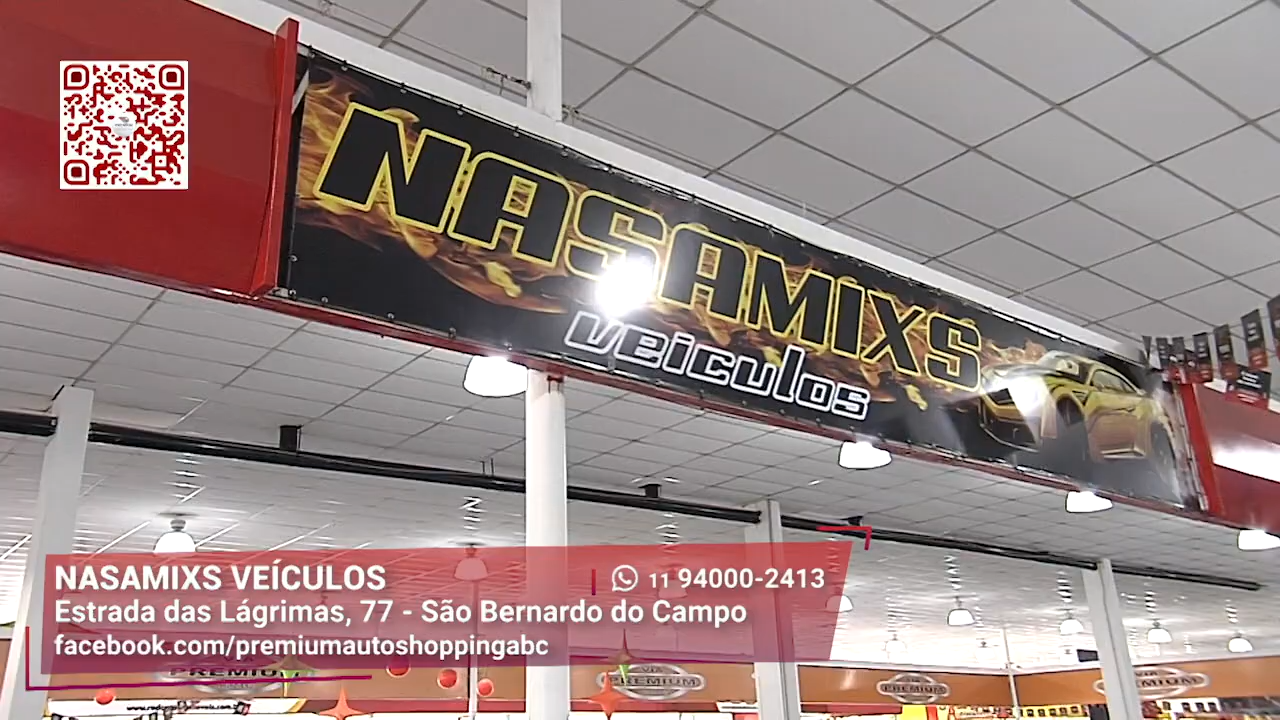 NASAMIXS
veiculos
NASAMIXS VEÍCULOS
11 94000-2413
Estrada das Lágrimas, 77 - São Bernardo do Campo
facebook.com/premiumautoshoppingabc
PREMIUM
VIA
PREMIUM
PREMIUM